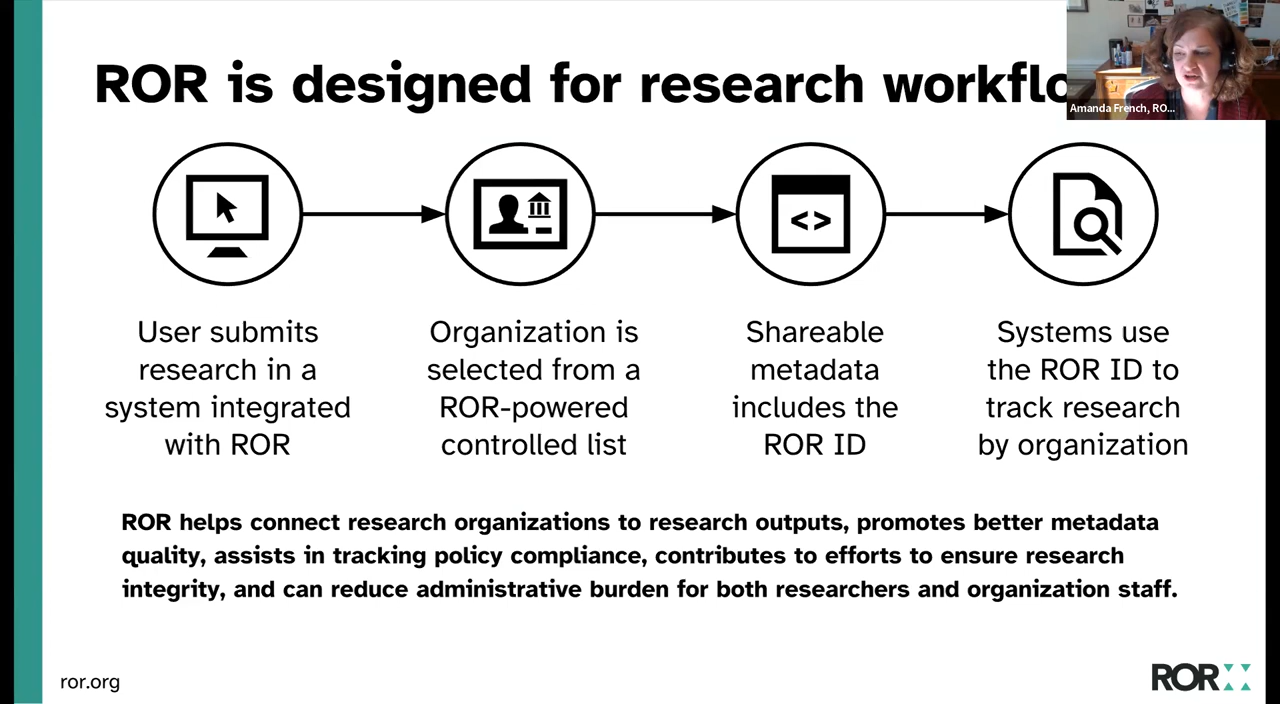 ROR is designed for research workflo
Amanda French, RO...
User submits
research in a
system integrated
with ROR
Organization is
selected from a
ROR-powered
controlled list
<>
Shareable
metadata
includes the
ROR ID
Systems use
the ROR ID to
track research
by organization
ROR helps connect research organizations to research outputs, promotes better metadata
quality, assists in tracking policy compliance, contributes to efforts to ensure research
integrity, and can reduce administrative burden for both researchers and organization staff.
ror.org
ROR